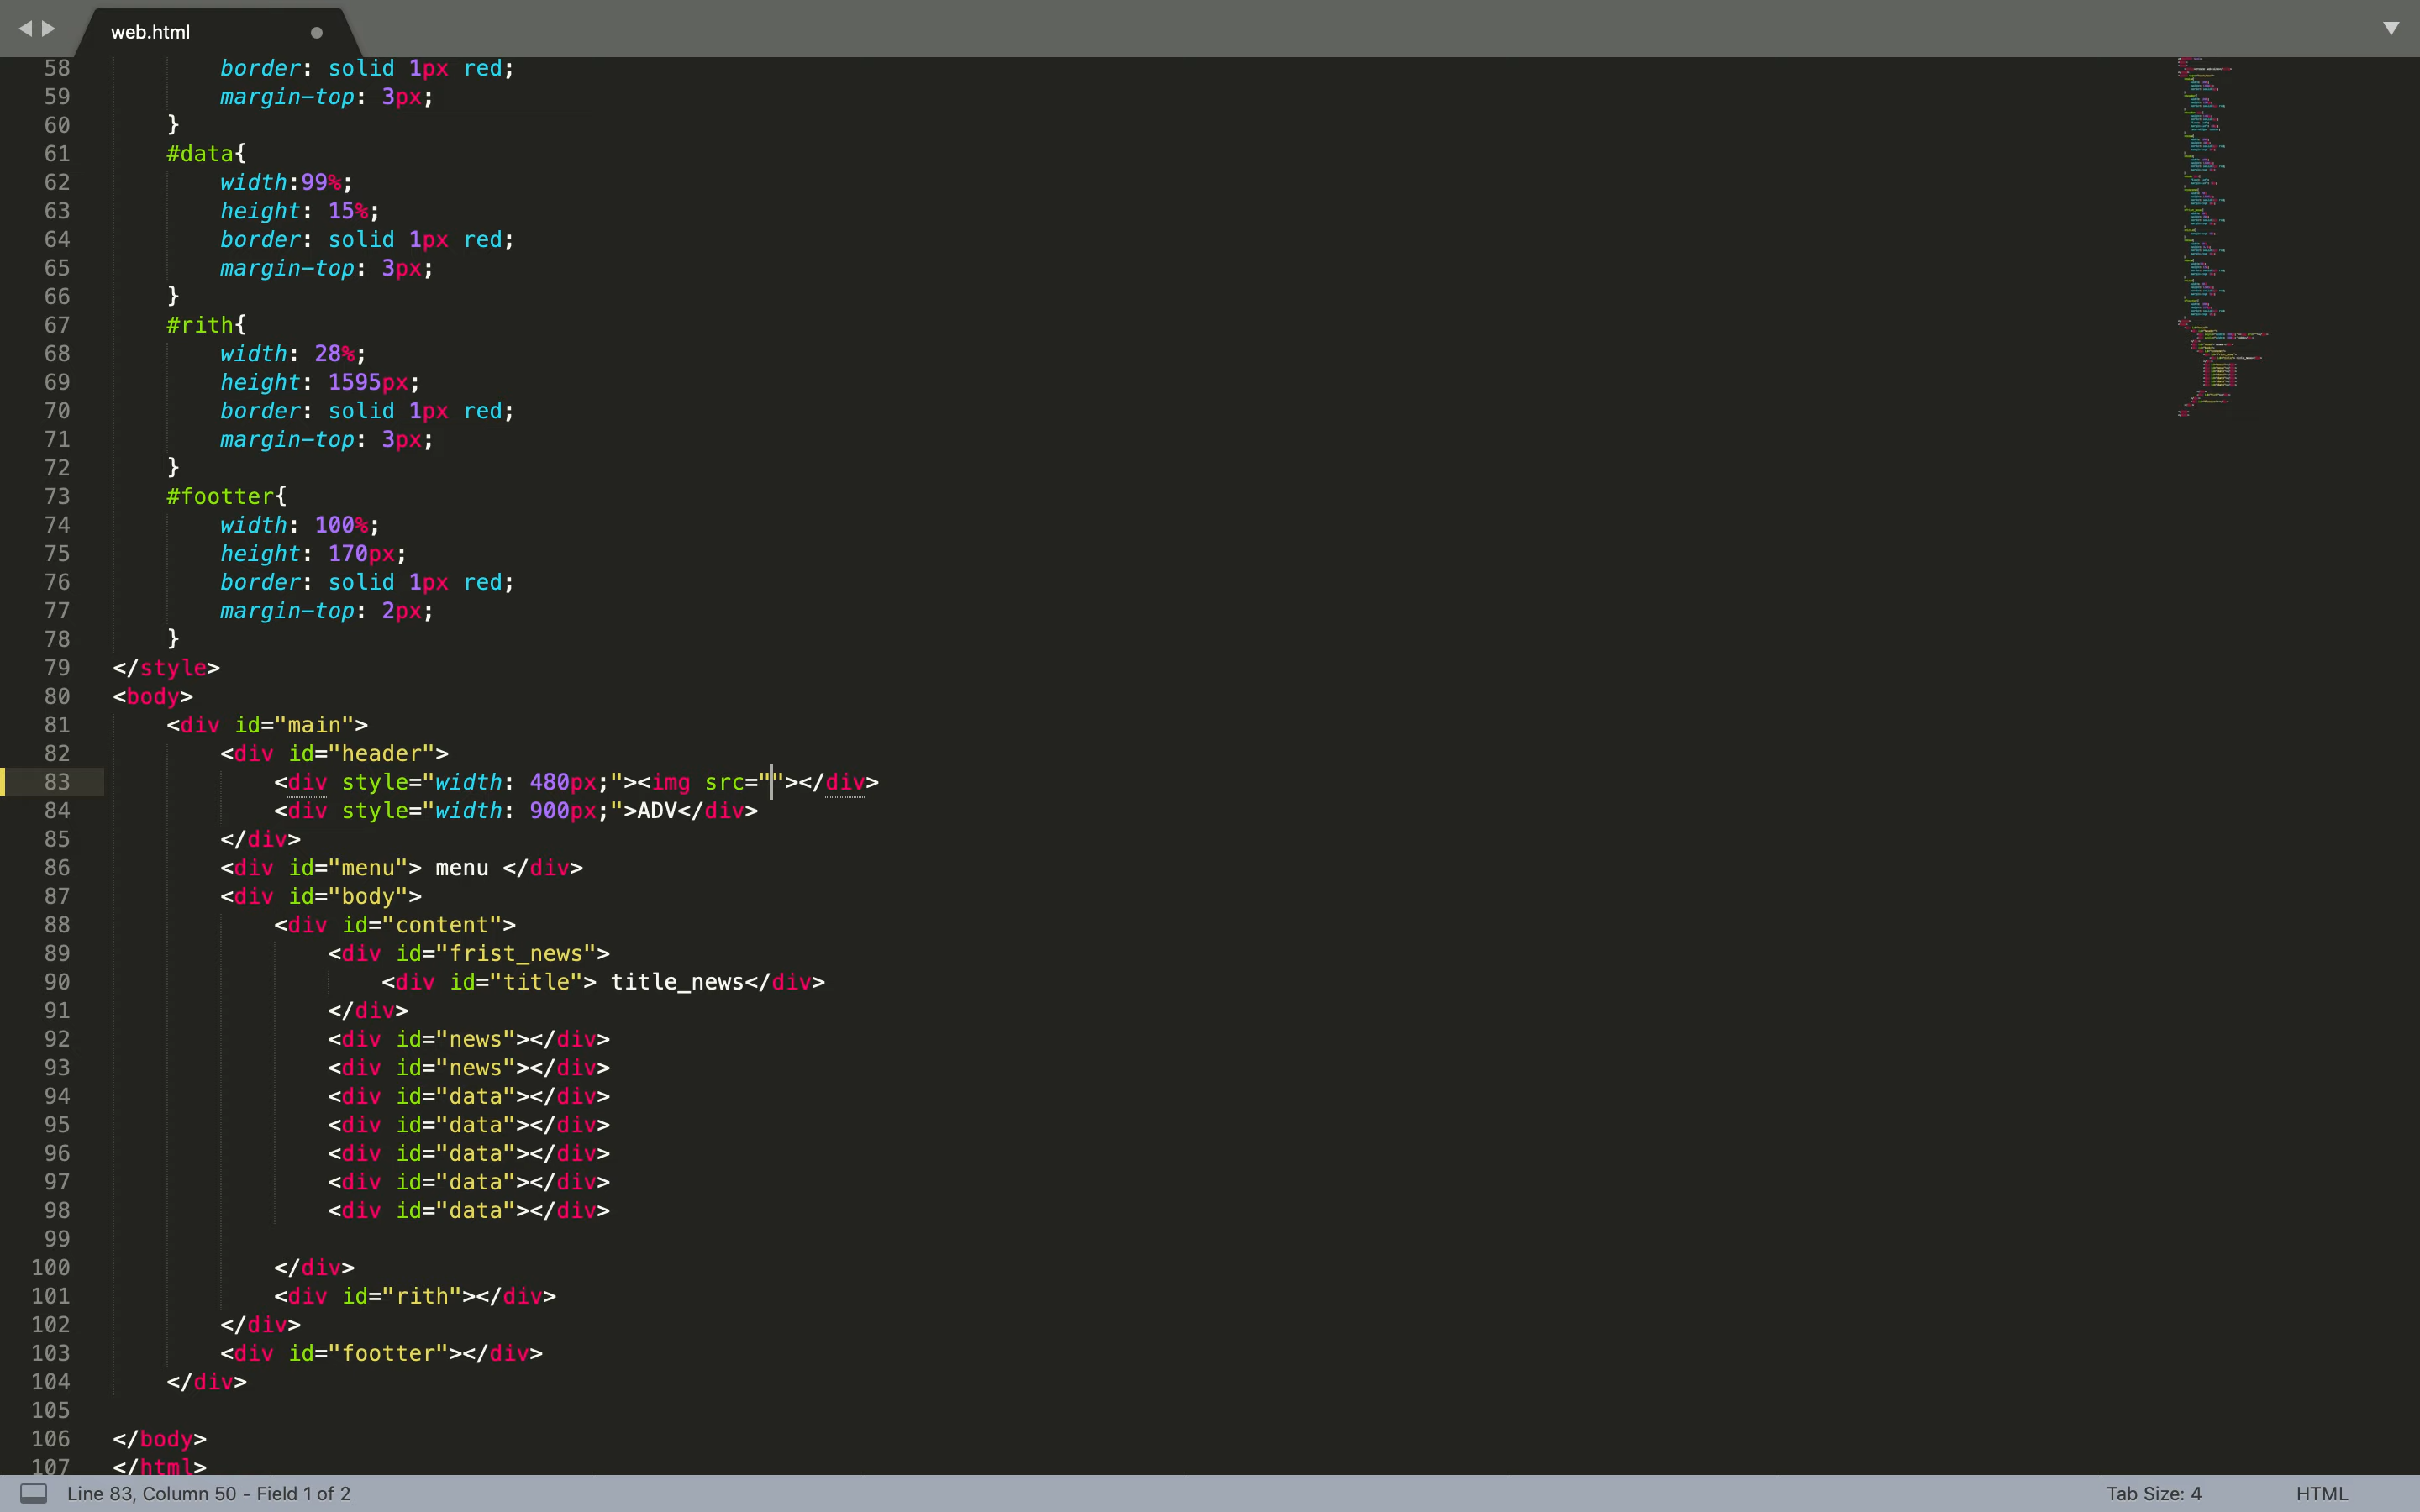 web.html
58 border: solid 1px red;
59 margin-top: 3px;
60 }
61 #data{
62 width:99%;
63 height: 15%;
64 border: solid 1px red;
65 margin-top: 3px;
66 }
67 #rith{
68 width: 28%;
69 height: 1595px;
70 border: solid 1px red;
71 margin-top: 3px;
72 }
73 #footter{
74 width: 100%;
75 height: 170px;
76 border: solid 1px red;
77 margin-top: 2px;
78 }
79 </style>
80 <body>
81 <div id="main">
82 <div id="header">
83 <div style="width: 480px;"><img src=""></div>
84 <div style="width: 900px;">ADV</div>
85 </div>
86 <div id="menu"> menu </div>
87 <div id="body">
88 <div id="content">
89 <div id="frist_news">
90 <div id="title"> title_news</div>
91 </div>
92 <div id="news"></div>
93 <div id="news"></div>
94 <div id="data"></div>
95 <div id="data"></div>
96 <div id="data"></div>
97 <div id="data"></div>
98 <div id="data"></div>
99
100 </div>
101 <div id="rith"></div>
102 </div>
103 <div id="footter"></div>
104 </div>
105
106 </body>
107 </html>
Line 83, Column 50 - Field 1 of 2
Tab Size: 4
HTML